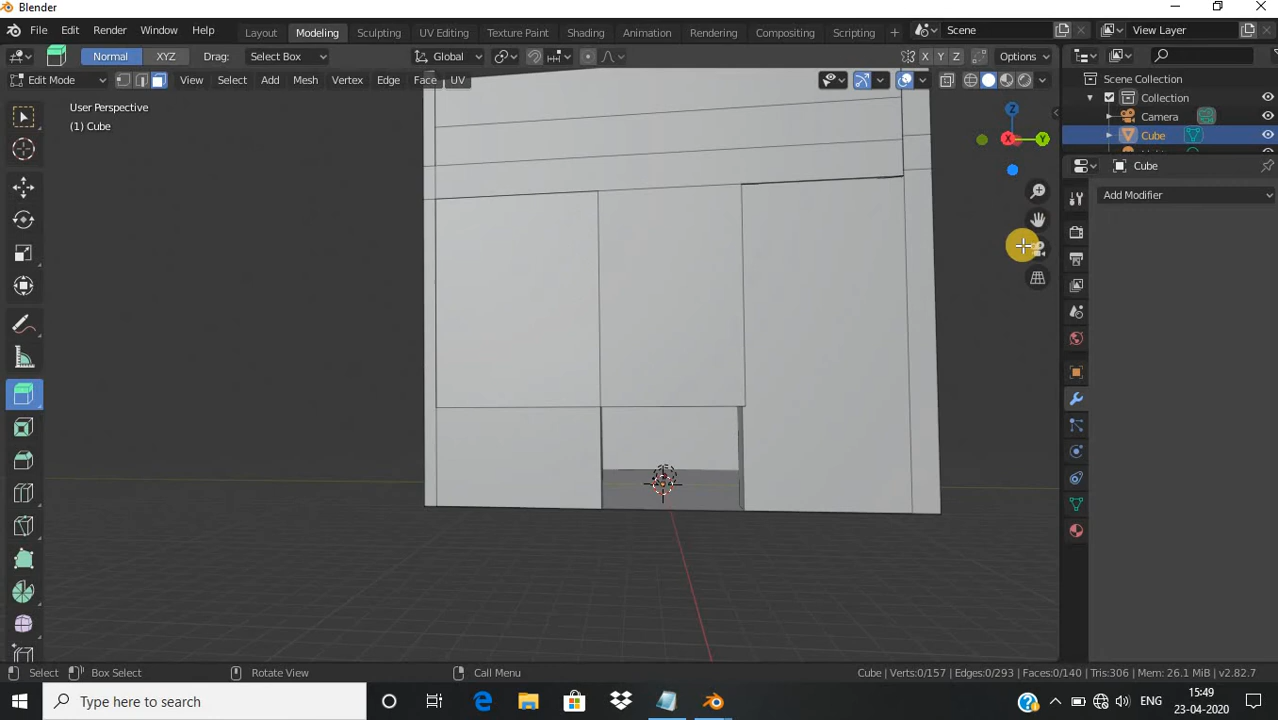 Blender
File Edit Render Window Help
Layout Modeling Sculpting UV Editing Texture Paint Shading Animation Rendering Compositing Scripting +
Scene View Layer
Normal XYZ Drag: Select Box Global X Y Z Options
Edit Mode View Select Add Mesh Vertex Edge Face UV
User Perspective
(1) Cube
Z
X
Y
Scene Collection
Collection
Camera
Cube
Cube
Add Modifier
Select Box Select Rotate View Call Menu Cube | Verts:0/157 | Edges:0/293 | Faces:0/140 | Tris:306 | Mem: 26.1 MiB | v2.82.7
Type here to search
ENG
15:49
23-04-2020